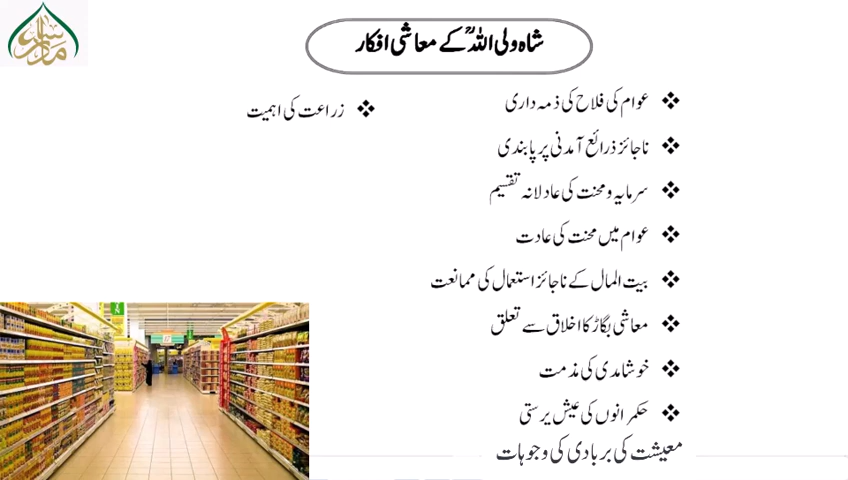 شاہ ولی اللہؒ کے معاشی افکار
عوام کی فلاح کی ذمہ داری
ناجائز ذرائع آمدنی پر پابندی
سرمایہ و محنت کی عادلانہ تقسیم
عوام میں محنت کی عادت
بیت المال کے ناجائز استعمال کی ممانعت
معاشی بگاڑ کا اخلاق سے تعلق
خوشامدی کی مذمت
حکمرانوں کی عیش پرستی
معیشت کی بربادی کی وجوہات
زراعت کی اہمیت